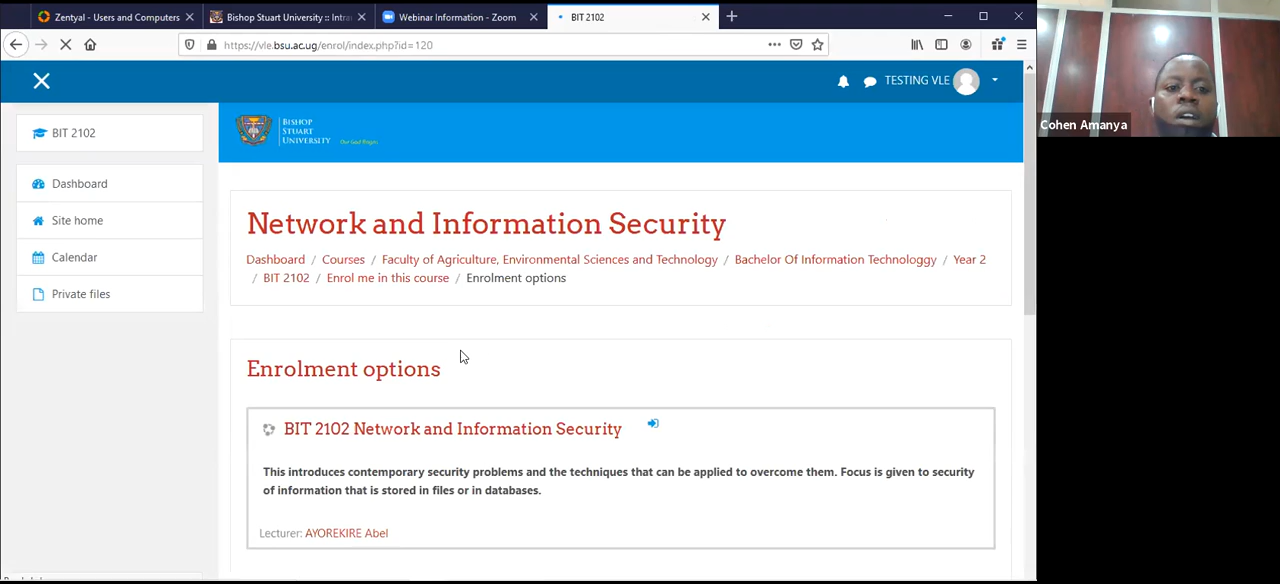 Zentyal - Users and Computers
Bishop Stuart University :: Intra
Webinar Information - Zoom
BIT 2102
https://vle.bsu.ac.ug/enrol/index.php?id=120
TESTING VLE
Cohen Amanya
BIT 2102
Dashboard
Site home
Calendar
Private files
BISHOP
STUART
UNIVERSITY
Our God Reigns
Network and Information Security
Dashboard / Courses / Faculty of Agriculture, Environmental Sciences and Technology / Bachelor Of Information Technologgy / Year 2
/ BIT 2102 / Enrol me in this course / Enrolment options
Enrolment options
BIT 2102 Network and Information Security
This introduces contemporary security problems and the techniques that can be applied to overcome them. Focus is given to security
of information that is stored in files or in databases.
Lecturer: AYOREKIRE Abel